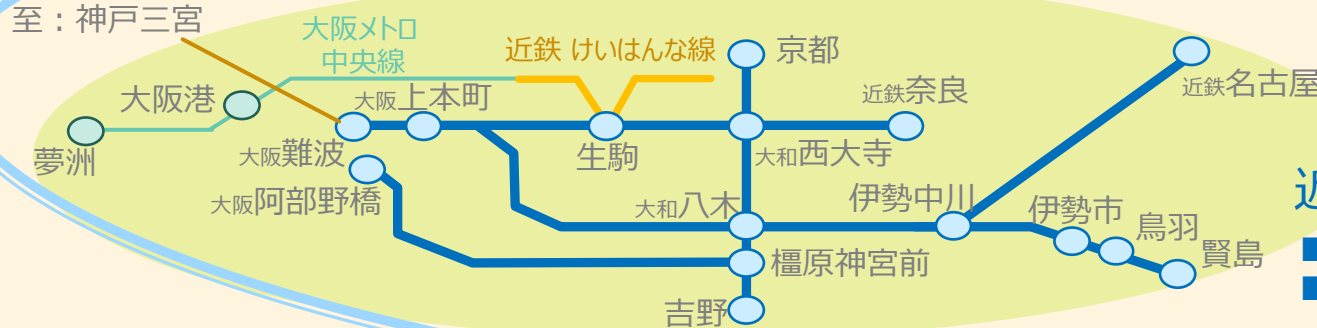 至：神戸三宮
大阪メトロ
中央線
近鉄 けいはんな線
京都
大阪港
大阪上本町
近鉄奈良
近鉄名古屋
夢洲
大阪難波
生駒
大和西大寺
大阪阿部野橋
大和八木
伊勢中川
伊勢市
鳥羽
賢島
橿原神宮前
吉野